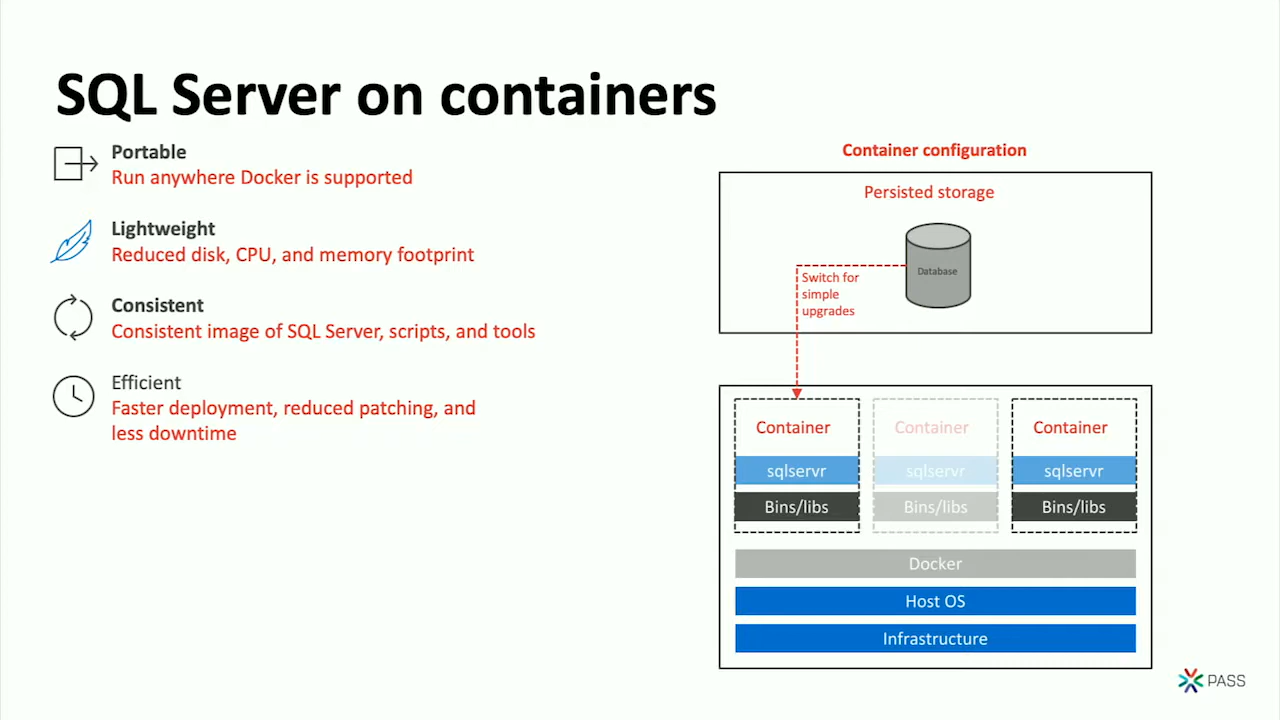 SQL Server on containers
Portable
Run anywhere Docker is supported
Lightweight
Reduced disk, CPU, and memory footprint
Consistent
Consistent image of SQL Server, scripts, and tools
Efficient
Faster deployment, reduced patching, and
less downtime
Container configuration
Persisted storage
Database
Switch for
simple
upgrades
Container
Container
Container
sqlservr
sqlservr
sqlservr
Bins/libs
Bins/libs
Bins/libs
Docker
Host OS
Infrastructure
PASS